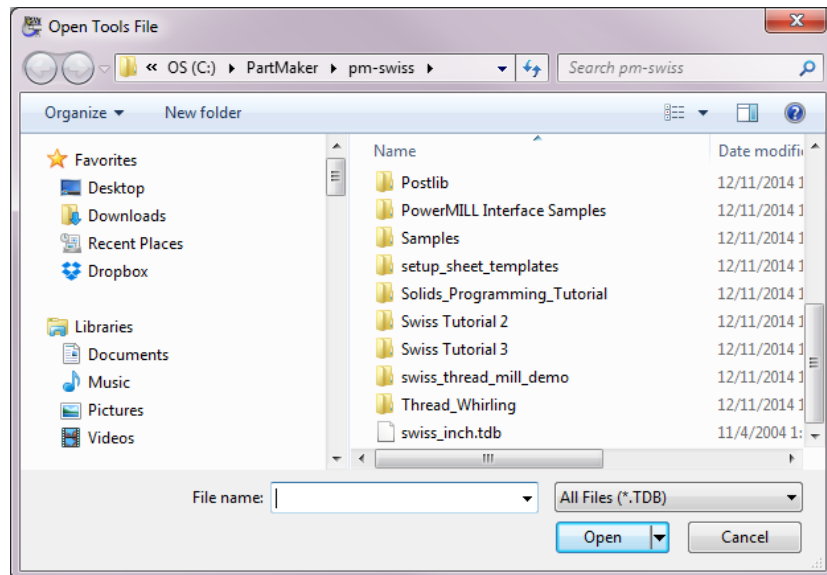 Open Tools File
« OS (C:) PartMaker pm-swiss Search pm-swiss
Organize New folder
Favorites
Desktop
Downloads
Recent Places
Dropbox
Libraries
Documents
Music
Pictures
Videos
Name Date modifi
Postlib 12/11/2014 1
PowerMILL Interface Samples 12/11/2014 1
Samples 12/11/2014 1
setup_sheet_templates 12/11/2014 1
Solids_Programming_Tutorial 12/11/2014 1
Swiss Tutorial 2 12/11/2014 1
Swiss Tutorial 3 12/11/2014 1
swiss_thread_mill_demo 12/11/2014 1
Thread_Whirling 12/11/2014 1
swiss_inch.tdb 11/4/2004 1:
File name: All Files (*.TDB)
Open Cancel